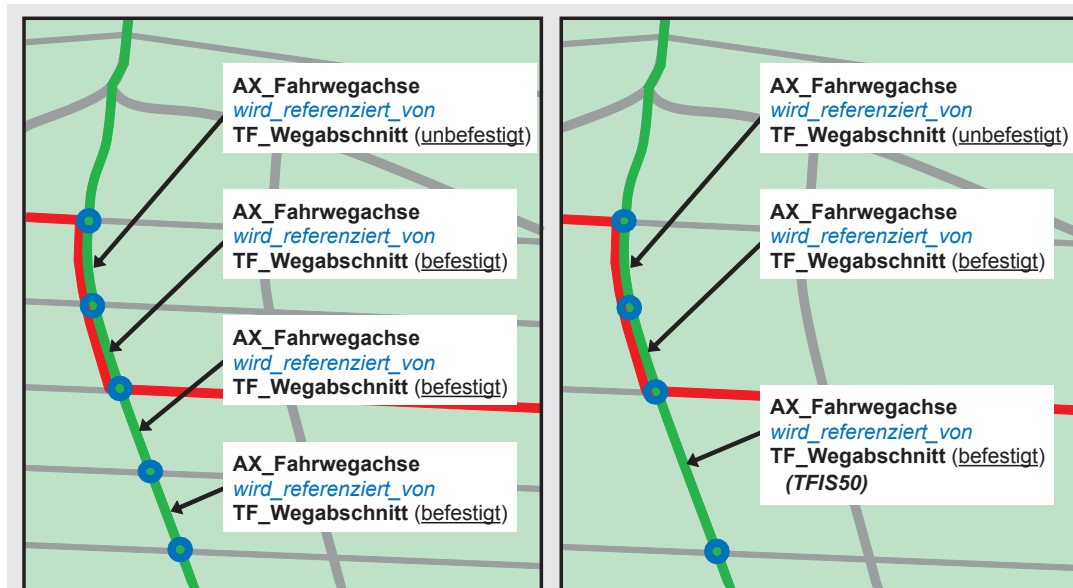 AX_Fahrwegachse
wird_referenziert_von
TF_Wegabschnitt (unbefestigt)
AX_Fahrwegachse
wird_referenziert_von
TF_Wegabschnitt (befestigt)
AX_Fahrwegachse
wird_referenziert_von
TF_Wegabschnitt (befestigt)
AX_Fahrwegachse
wird_referenziert_von
TF_Wegabschnitt (befestigt)
AX_Fahrwegachse
wird_referenziert_von
TF_Wegabschnitt (unbefestigt)
AX_Fahrwegachse
wird_referenziert_von
TF_Wegabschnitt (befestigt)
AX_Fahrwegachse
wird_referenziert_von
TF_Wegabschnitt (befestigt)
(TFIS50)